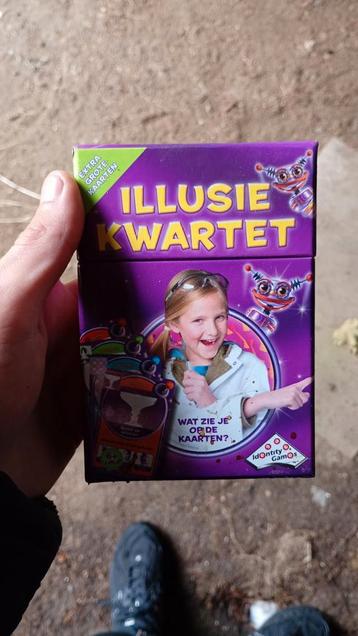 EXTRA
GROTE
KAARTEN
ILLUSIE
KWARTET
WAT ZIE JE
OP DE
KAARTEN?
Identity
Games